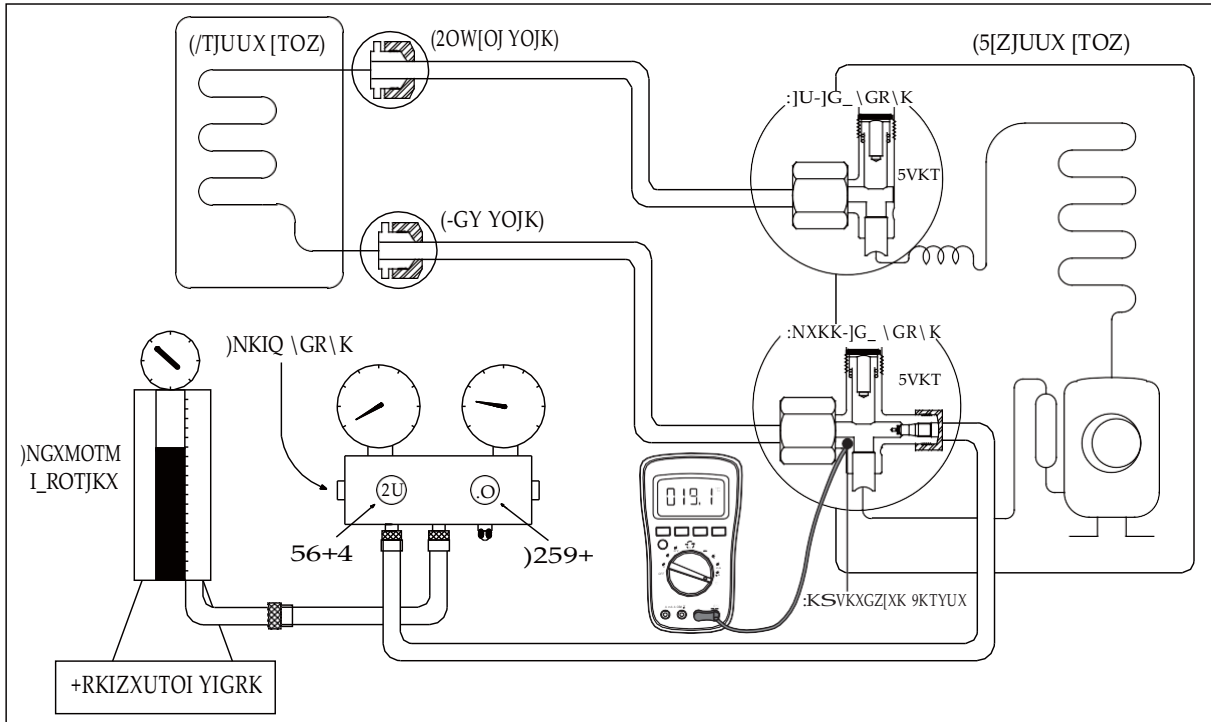 (/TJUUX [TOZ)
(2OW[OJ YOJK)
(5[ZJUUX [TOZ)
:]U-]G_ \GR\K
5VKT
(-GY YOJK)
:NXKK-]G_ \GR\K
5VKT
)NKIQ \GR\K
)NGXMOTM
I_ROTJKX
2U
.O
019.1
56+4
)259+
:KSVKXGZ[XK 9KTYUX
+RKIZXUTOI YIGRK